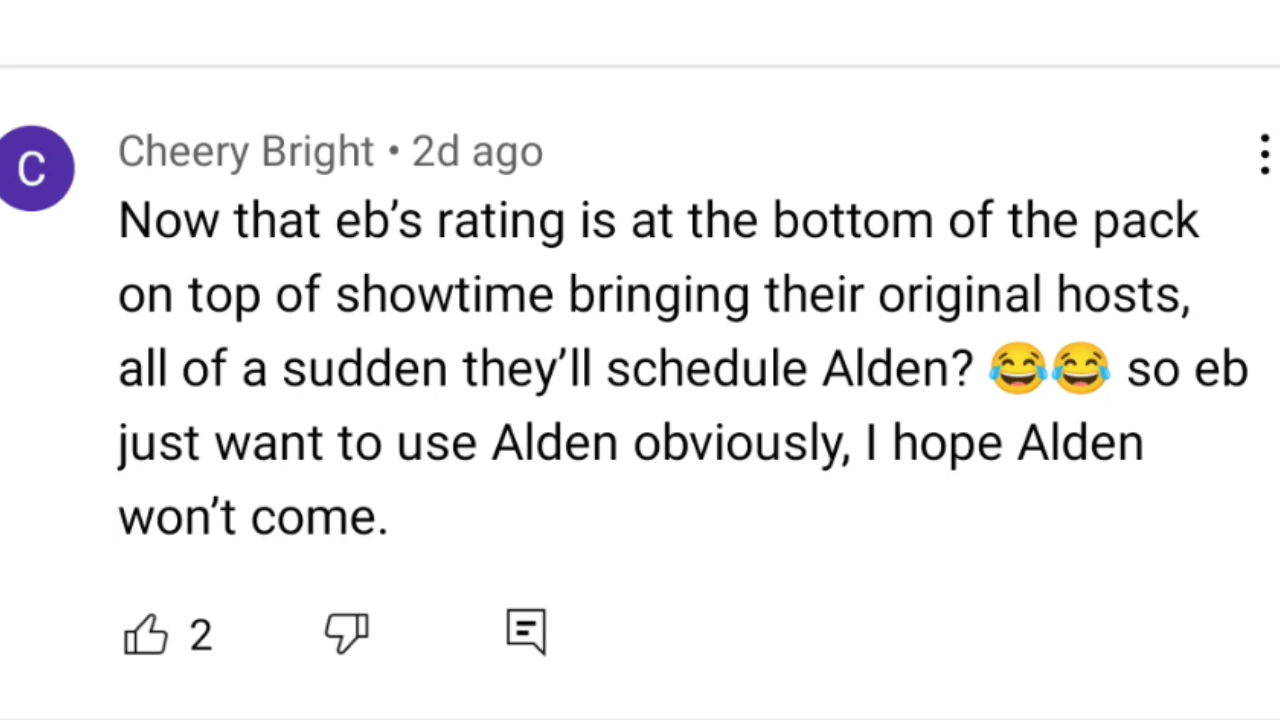 C
Cheery Bright • 2d ago
Now that eb’s rating is at the bottom of the pack
on top of showtime bringing their original hosts,
all of a sudden they’ll schedule Alden? 😂😂 so eb
just want to use Alden obviously, I hope Alden
won’t come.
2